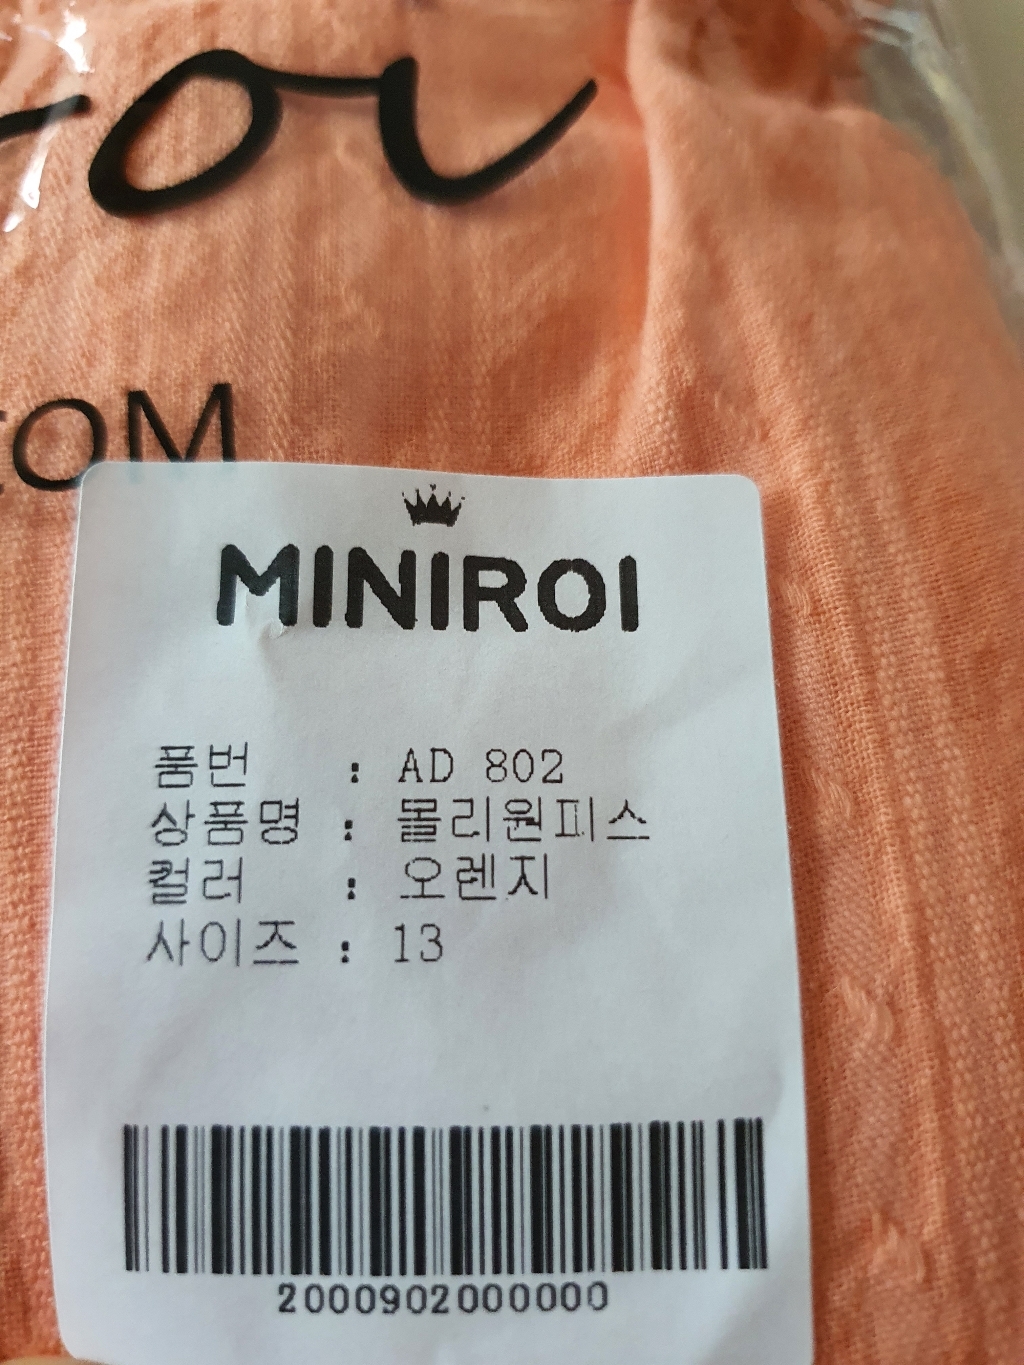 MINIROI
품번 : AD 802
상품명 : 몰리원피스
컬러 : 오렌지
사이즈 : 13
2000902000000